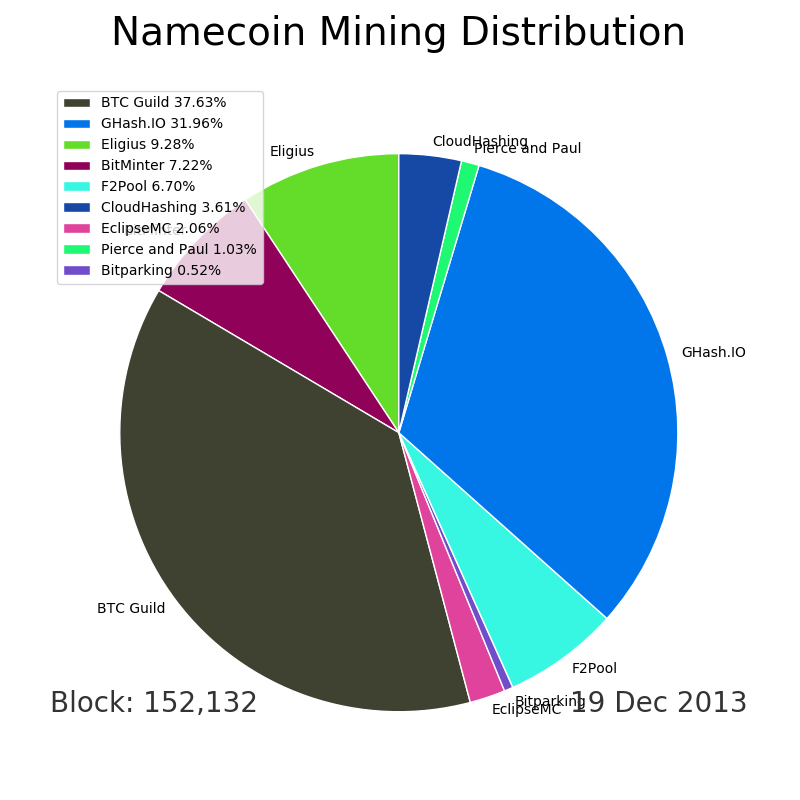 Namecoin Mining Distribution
BTC Guild 37.63%
GHash.IO 31.96%
Eligius 9.28%
BitMinter 7.22%
F2Pool 6.70%
CloudHashing 3.61%
EclipseMC 2.06%
Pierce and Paul 1.03%
Bitparking 0.52%
Eligius
CloudHashing
Pierce and Paul
GHash.IO
BTC Guild
F2Pool
Bitparking
EclipseMC
Block: 152,132
19 Dec 2013